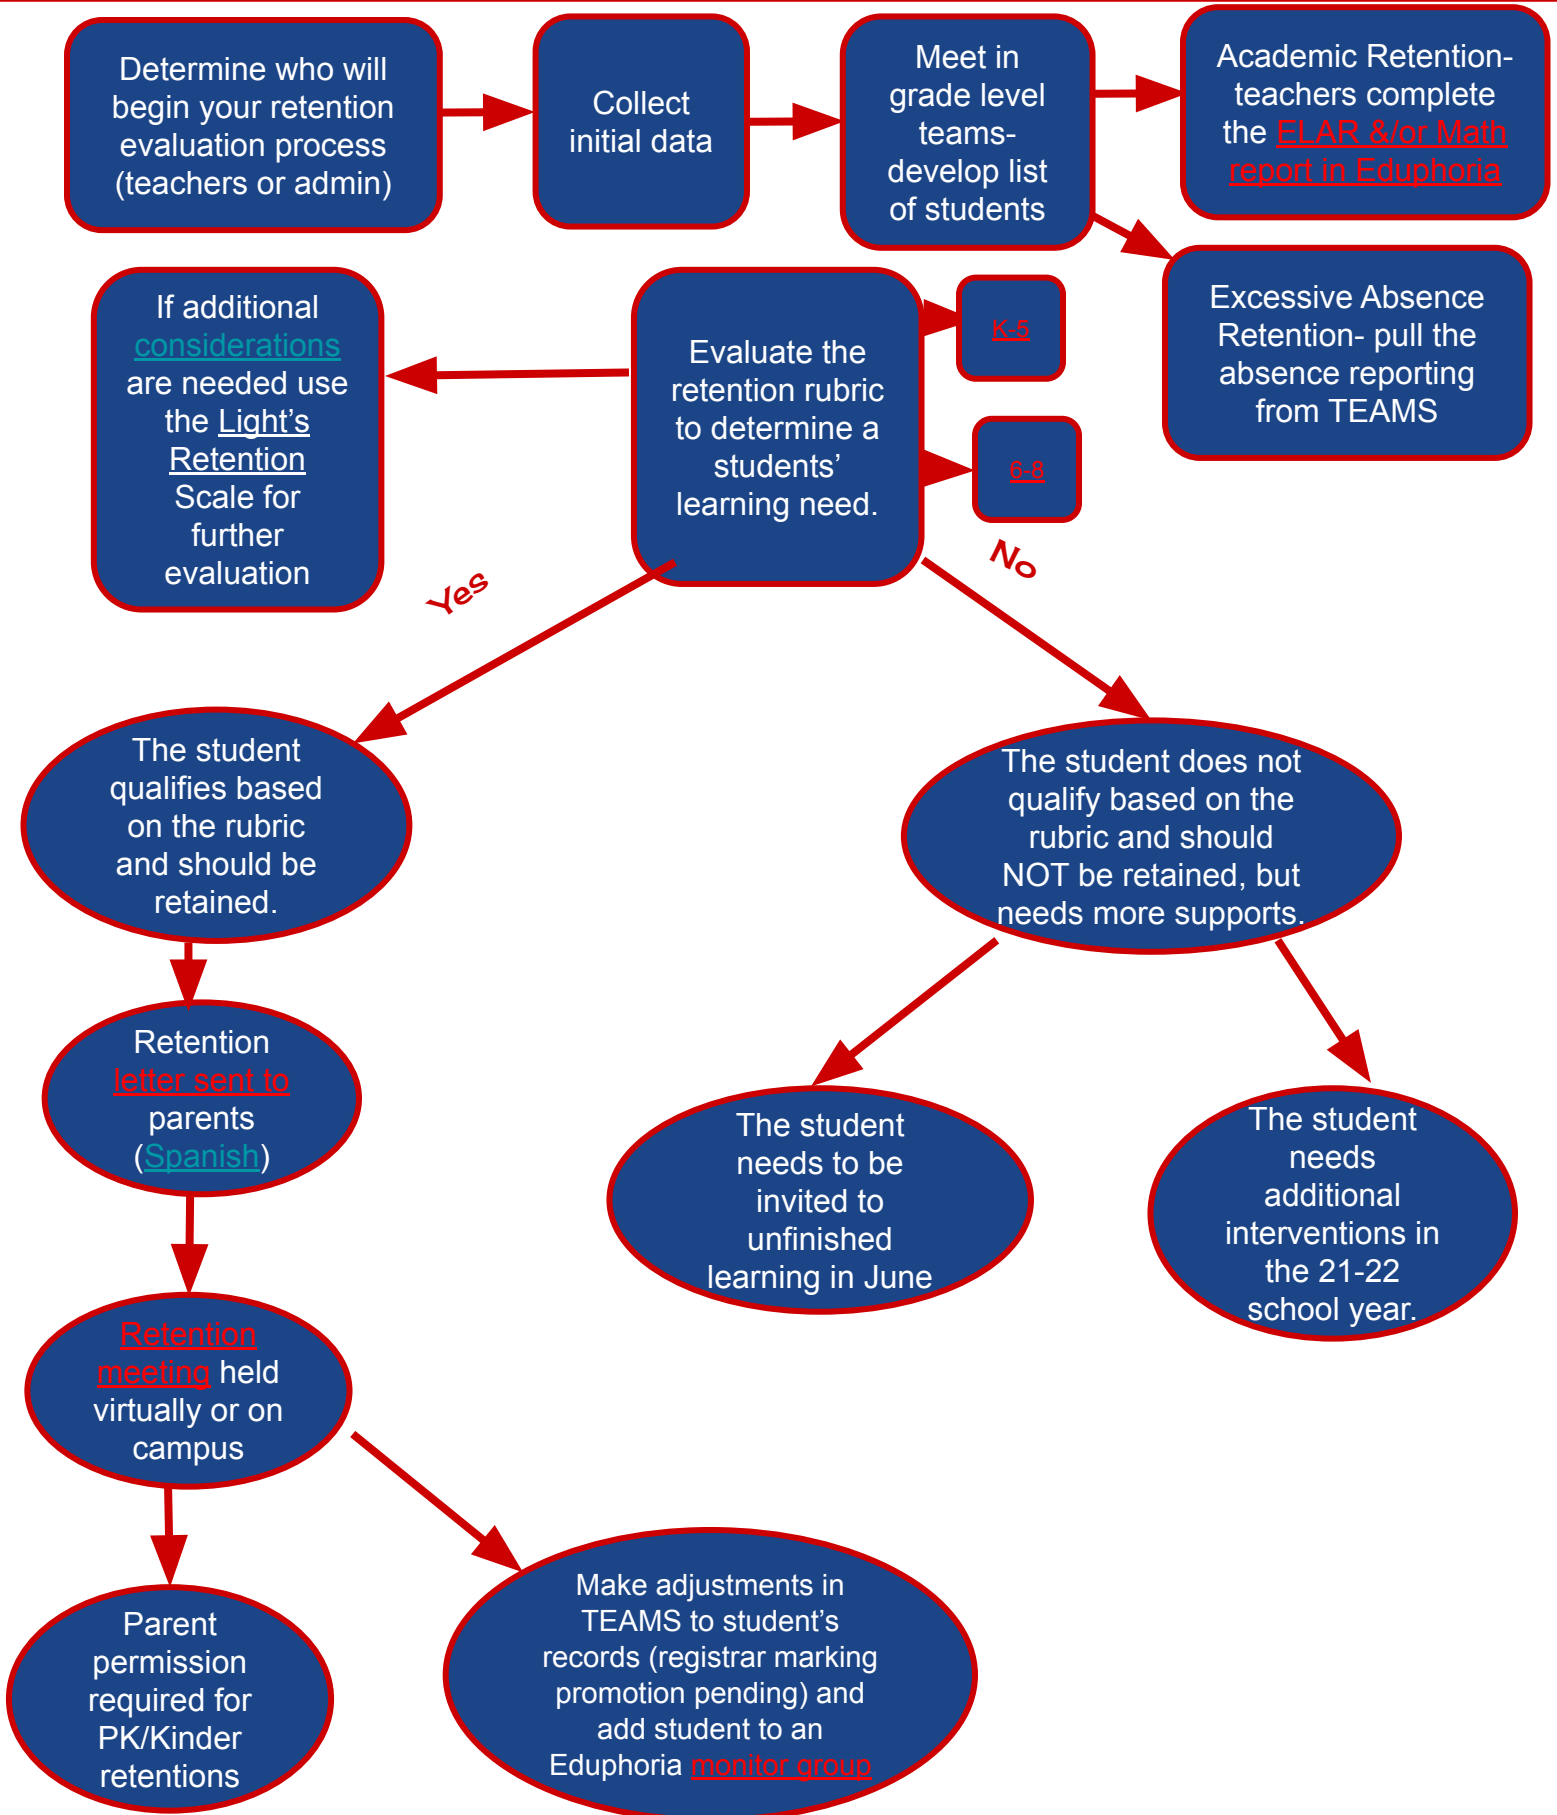 Determine who will
begin your retention
evaluation process
(teachers or admin)
Collect
initial data
Meet in
grade level
teams-
develop list
of students
Academic Retention-
teachers complete
the ELAR &/or Math
report in Eduphoria
Excessive Absence
Retention- pull the
absence reporting
from TEAMS
If additional
considerations
are needed use
the Light's
Retention
Scale for
further
evaluation
Evaluate the
retention rubric
to determine a
students'
learning need.
K-5
6-8
Yes
No
The student
qualifies based
on the rubric
and should be
retained.
The student does not
qualify based on the
rubric and should
NOT be retained, but
needs more supports.
Retention
letter sent to
parents
(Spanish)
The student
needs to be
invited to
unfinished
learning in June
The student
needs
additional
interventions in
the 21-22
school year.
Retention
meeting held
virtually or on
campus
Parent
permission
required for
PK/Kinder
retentions
Make adjustments in
TEAMS to student's
records (registrar marking
promotion pending) and
add student to an
Eduphoria monitor group